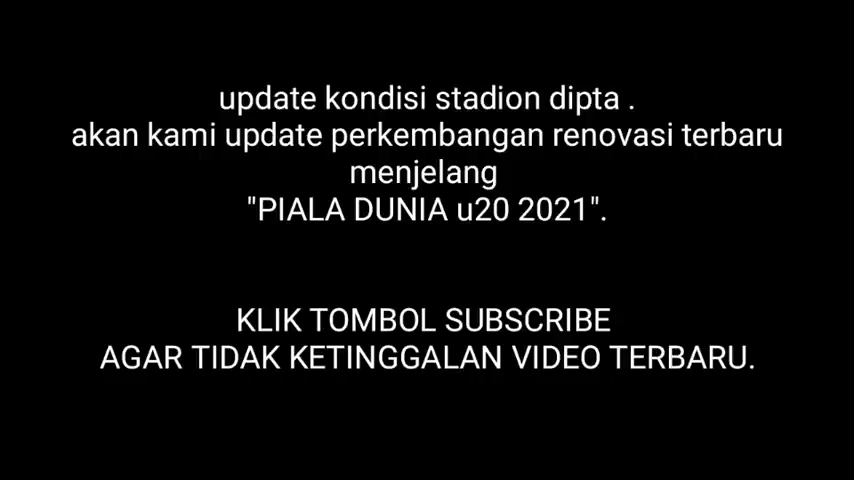 update kondisi stadion dipta .
akan kami update perkembangan renovasi terbaru
menjelang
"PIALA DUNIA u20 2021".
KLIK TOMBOL SUBSCRIBE
AGAR TIDAK KETINGGALAN VIDEO TERBARU.